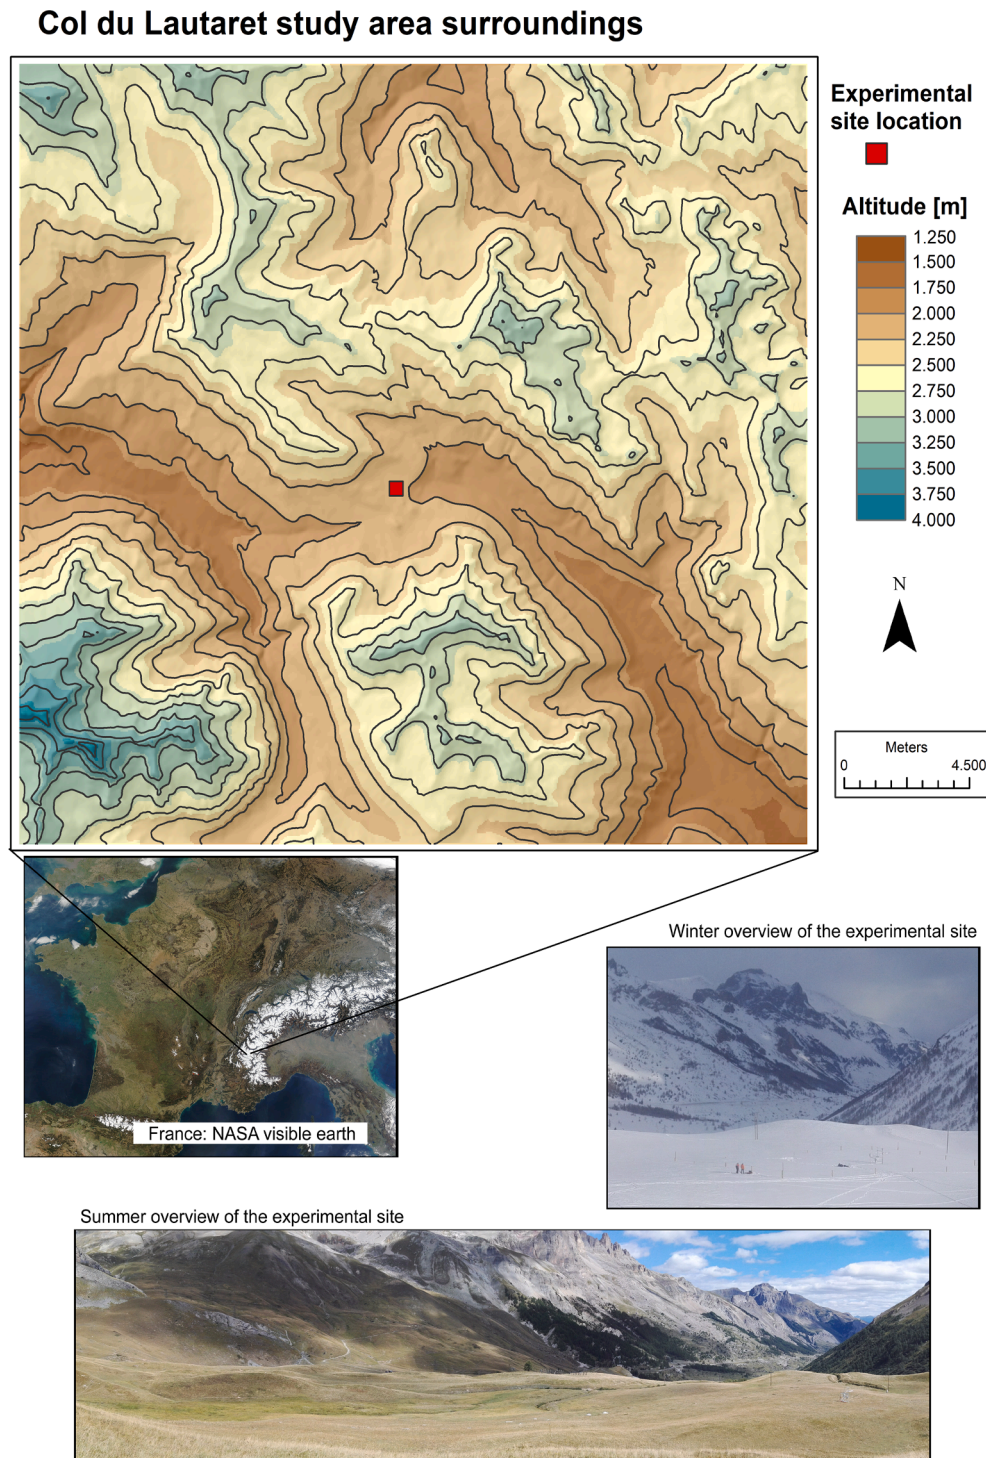 Col du Lautaret study area surroundings
Experimental
site location
Altitude [m]
1.250
1.500
1.750
2.000
2.250
2.500
2.750
3.000
3.250
3.500
3.750
4.000
N
Meters
0
4.500
France: NASA visible earth
Winter overview of the experimental site
Summer overview of the experimental site